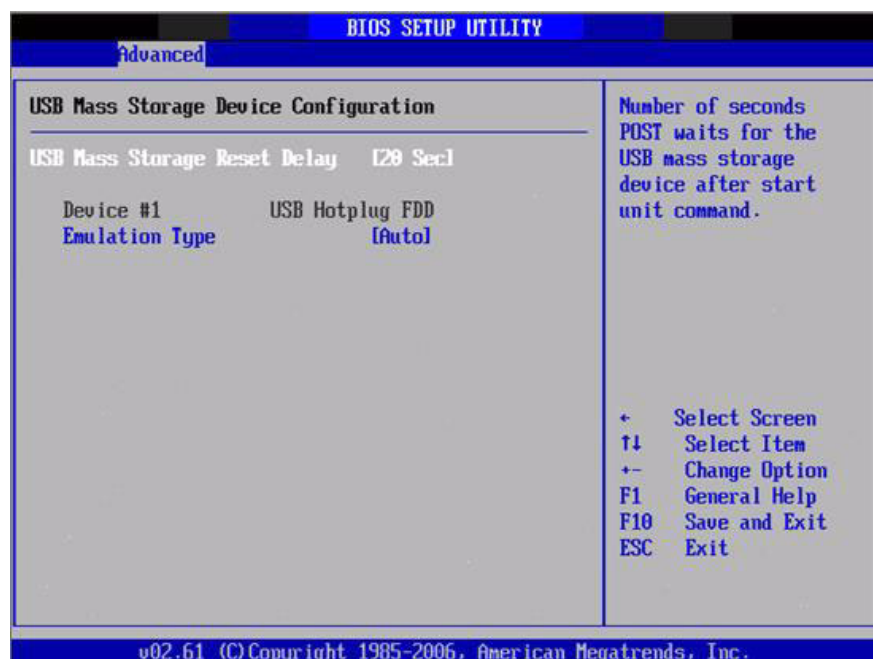 BIOS SETUP UTILITY
Advanced
USB Mass Storage Device Configuration
USB Mass Storage Reset Delay [20 Sec]
Device #1 USB Hotplug FDD
Emulation Type [Auto]
Number of seconds
POST waits for the
USB mass storage
device after start
unit command.
← Select Screen
↑↓ Select Item
+- Change Option
F1 General Help
F10 Save and Exit
ESC Exit
v02.61 (C)Copyright 1985-2006, American Megatrends, Inc.